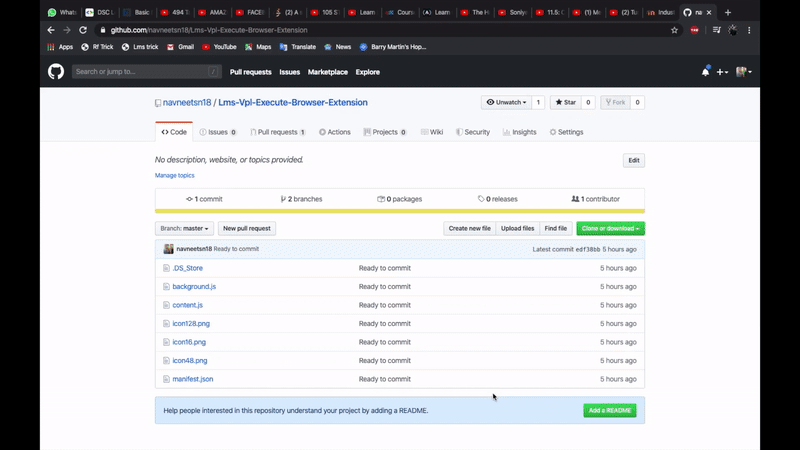 Whats DSC L Basic 494 T AMAZ FACEB (2) A 105 S Learn Counc (A) Lear The H Soniye 11.5: C (1) Mo (2) Tu Indus na
github.com/navneetsn18/Lms-Vpl-Execute-Browser-Extension
Apps Rf Trick Lms trick Gmail YouTube Maps Translate News Barry Martin's Hop...
Search or jump to... / Pull requests Issues Marketplace Explore
navneetsn18 / Lms-Vpl-Execute-Browser-Extension Unwatch 1 Star 0 Fork 0
Code Issues 0 Pull requests 1 Actions Projects 0 Wiki Security Insights Settings
No description, website, or topics provided. Edit
Manage topics
1 commit 2 branches 0 packages 0 releases 1 contributor
Branch: master New pull request Create new file Upload files Find file Clone or download
navneetsn18 Ready to commit Latest commit edf38bb 5 hours ago
.DS_Store Ready to commit 5 hours ago
background.js Ready to commit 5 hours ago
content.js Ready to commit 5 hours ago
icon128.png Ready to commit 5 hours ago
icon16.png Ready to commit 5 hours ago
icon48.png Ready to commit 5 hours ago
manifest.json Ready to commit 5 hours ago
Help people interested in this repository understand your project by adding a README. Add a README